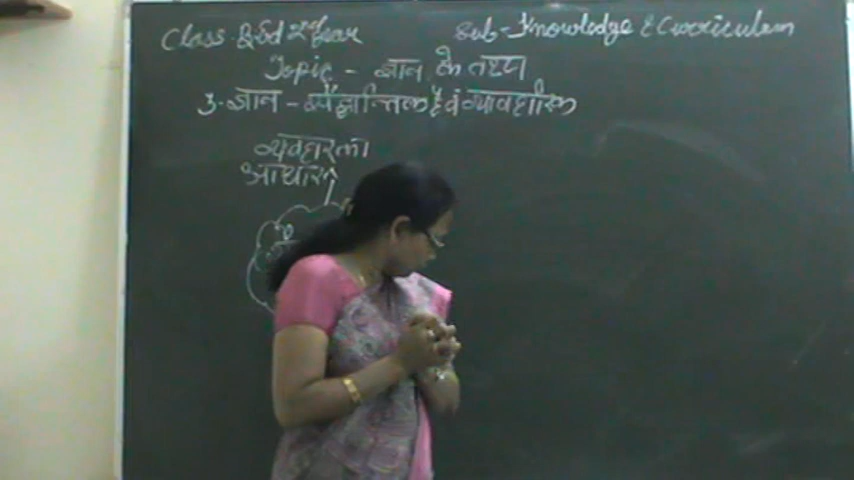 Class- B.Ed 2nd Year Sub- Knowledge & Curriculum
Topic - ज्ञान के तथ्य
3. ज्ञान - सैद्धान्तिक एवं व्यावहारिक
व्यवहार का
आधार